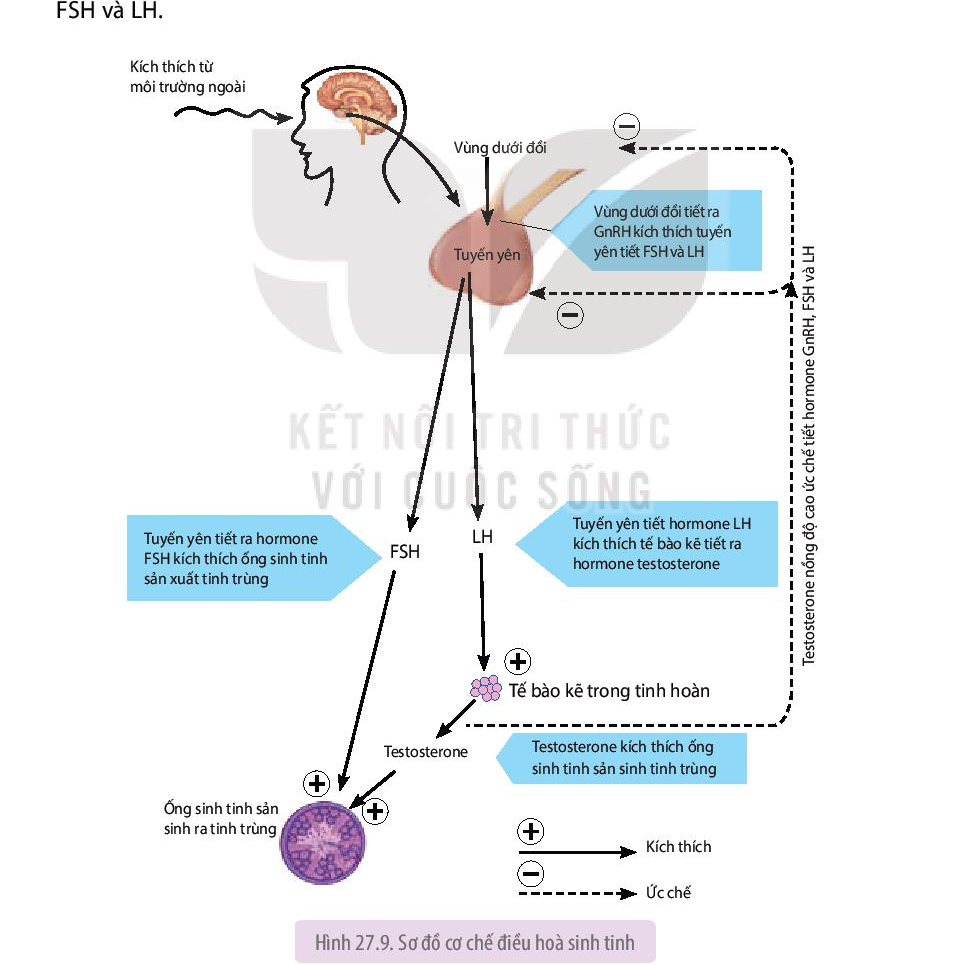 FSH và LH.
Kích thích từ
môi trường ngoài
Vùng dưới đồi
Vùng dưới đồi tiết ra
GnRH kích thích tuyến
yên tiết FSH và LH
Tuyến yên
Testosterone nồng độ cao ức chế tiết hormone GnRH, FSH và LH
KẾT NỐI TRI THỨC
VỚI CUỘC SỐNG
Tuyến yên tiết ra hormone
FSH kích thích ống sinh tinh
sản xuất tinh trùng
FSH
LH
Tuyến yên tiết hormone LH
kích thích tế bào kẽ tiết ra
hormone testosterone
Tế bào kẽ trong tinh hoàn
Testosterone
Testosterone kích thích ống
sinh tinh sản sinh tinh trùng
Ống sinh tinh sản
sinh ra tinh trùng
Kích thích
Ức chế
Hình 27.9. Sơ đồ cơ chế điều hoà sinh tinh